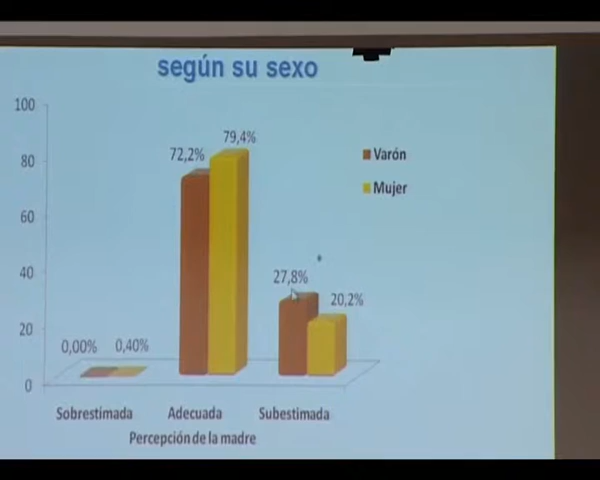 según su sexo
100
80
60
40
20
0
72,2%
79,4%
Varón
Mujer
27,8%
*
20,2%
0,00%
0,40%
Sobrestimada
Adecuada
Subestimada
Percepción de la madre